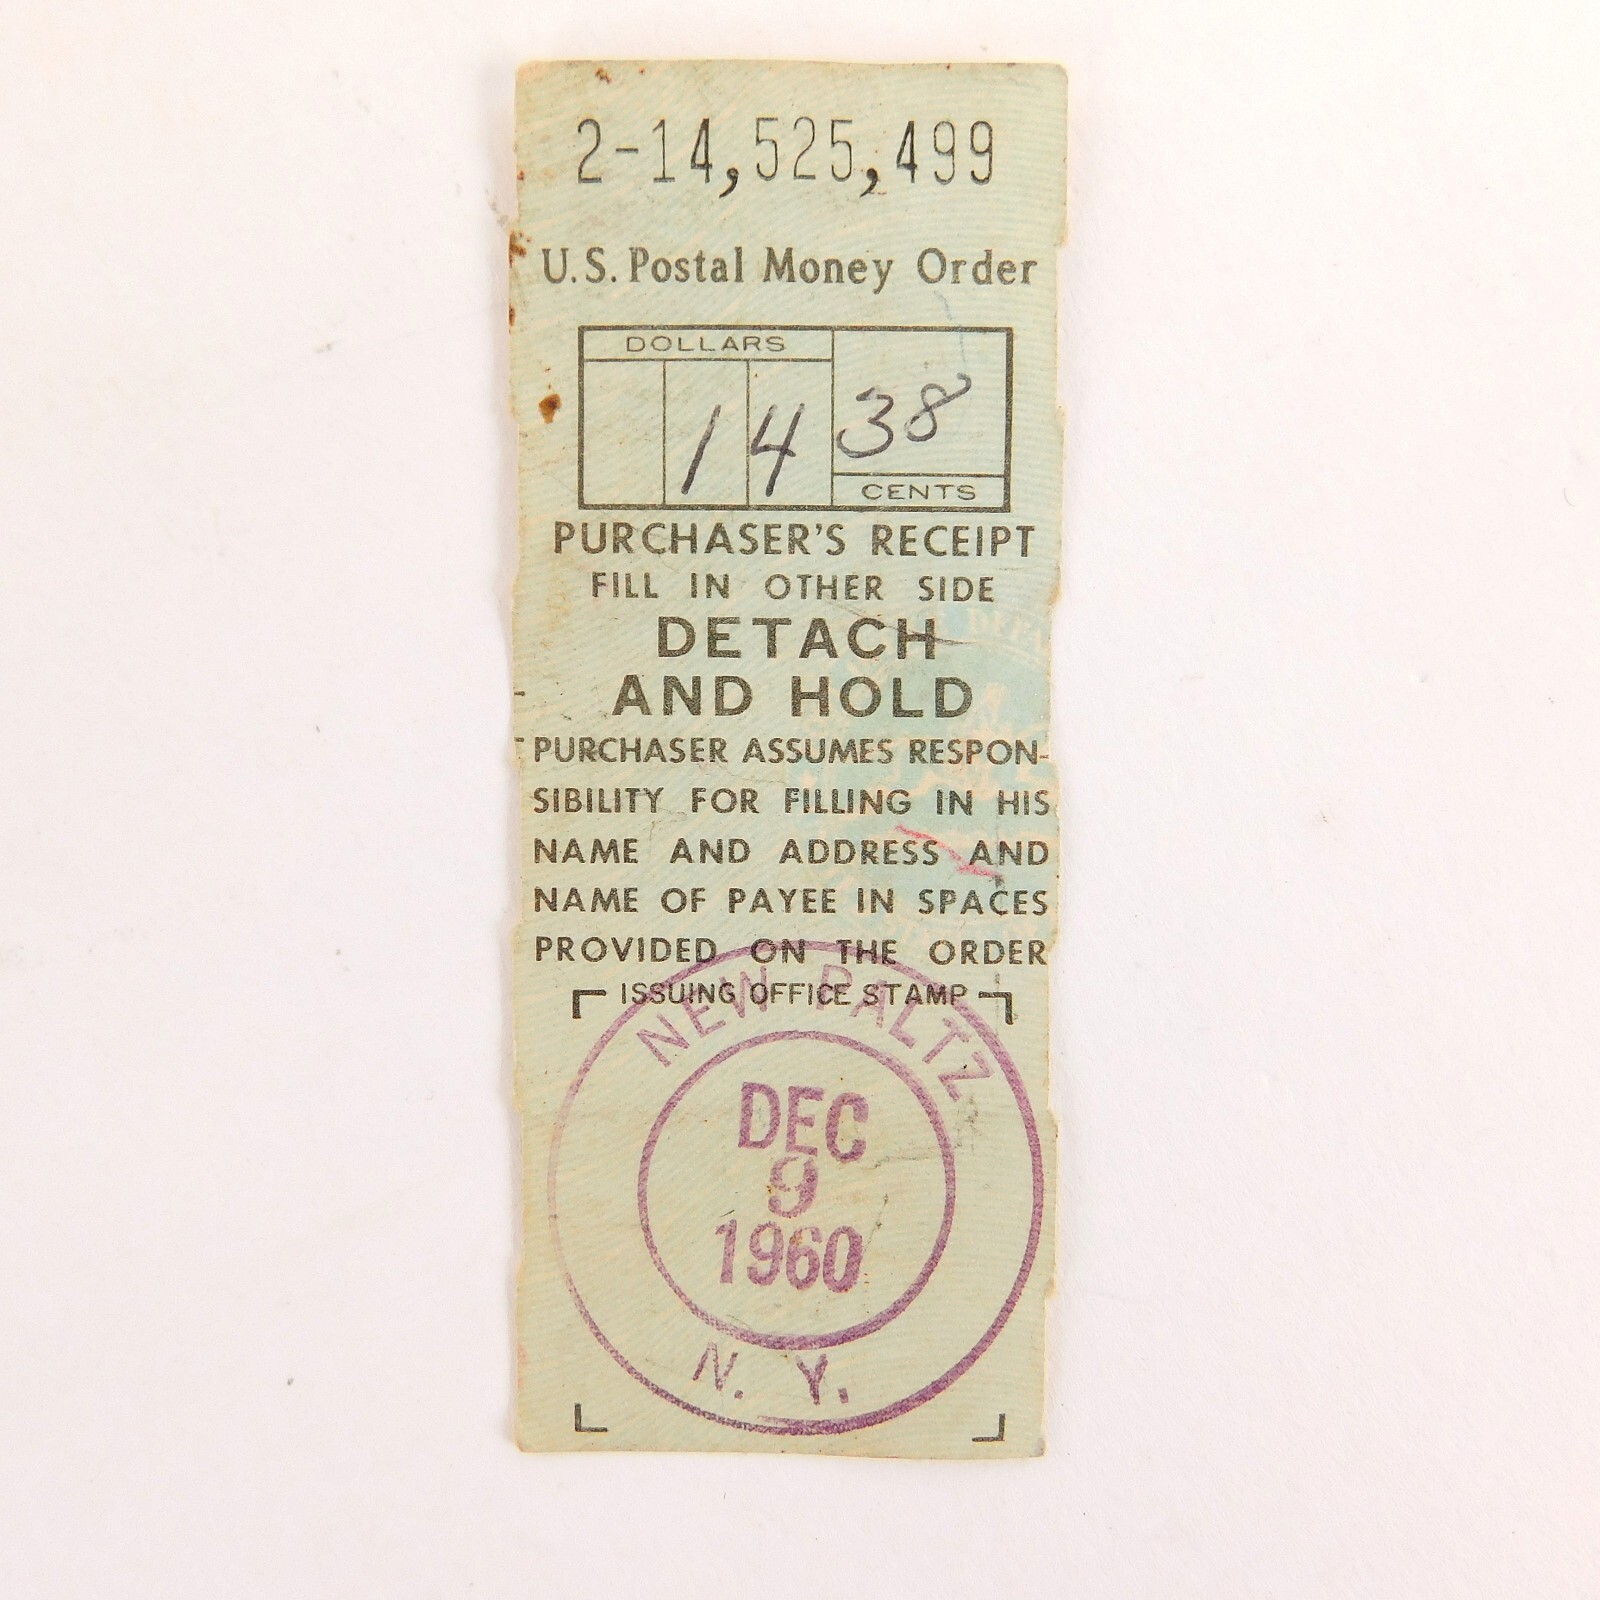 2-14,525,499
U.S. Postal Money Order
DOLLARS
14 38
CENTS
PURCHASER'S RECEIPT
FILL IN OTHER SIDE
DETACH
AND HOLD
PURCHASER ASSUMES RESPON-
SIBILITY FOR FILLING IN HIS
NAME AND ADDRESS AND
NAME OF PAYEE IN SPACES
PROVIDED ON THE ORDER
ISSUING OFFICE STAMP
NEW PALTZ
DEC
9
1960
N. Y.